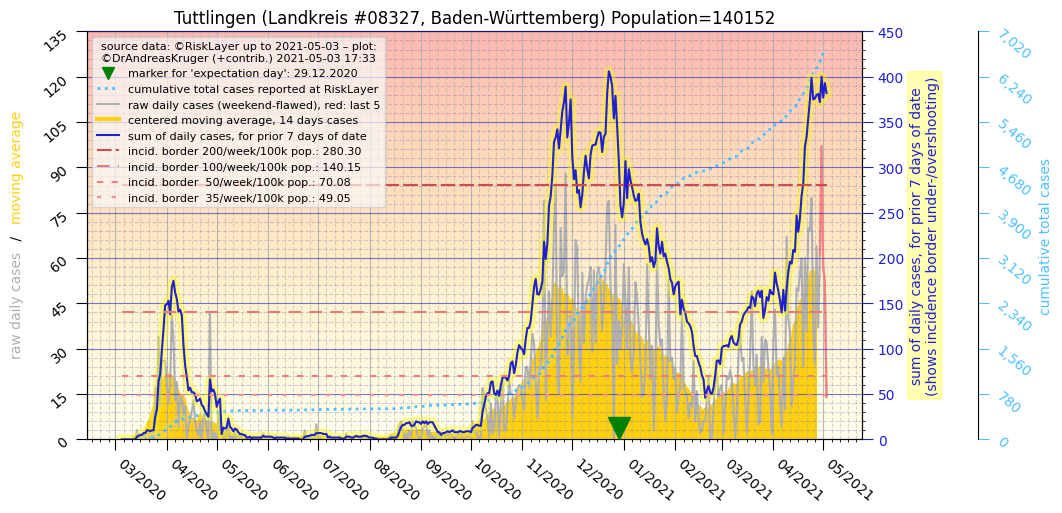 Tuttlingen (Landkreis #08327, Baden-Württemberg) Population=140152
source data: ©RiskLayer up to 2021-05-03 – plot:
©DrAndreasKruger (+contrib.) 2021-05-03 17:33
marker for 'expectation day': 29.12.2020
cumulative total cases reported at RiskLayer
raw daily cases (weekend-flawed), red: last 5
centered moving average, 14 days cases
sum of daily cases, for prior 7 days of date
incid. border 200/week/100k pop.: 280.30
incid. border 100/week/100k pop.: 140.15
incid. border  50/week/100k pop.: 70.08
incid. border  35/week/100k pop.: 49.05
raw daily cases / moving average
135
120
105
90
75
60
45
30
15
0
450
400
350
300
250
200
150
100
50
0
sum of daily cases, for prior 7 days of date
(shows incidence border under-/overshooting)
7,020
6,240
5,460
4,680
3,900
3,120
2,340
1,560
780
0
cumulative total cases
03/2020
04/2020
05/2020
06/2020
07/2020
08/2020
09/2020
10/2020
11/2020
12/2020
01/2021
02/2021
03/2021
04/2021
05/2021